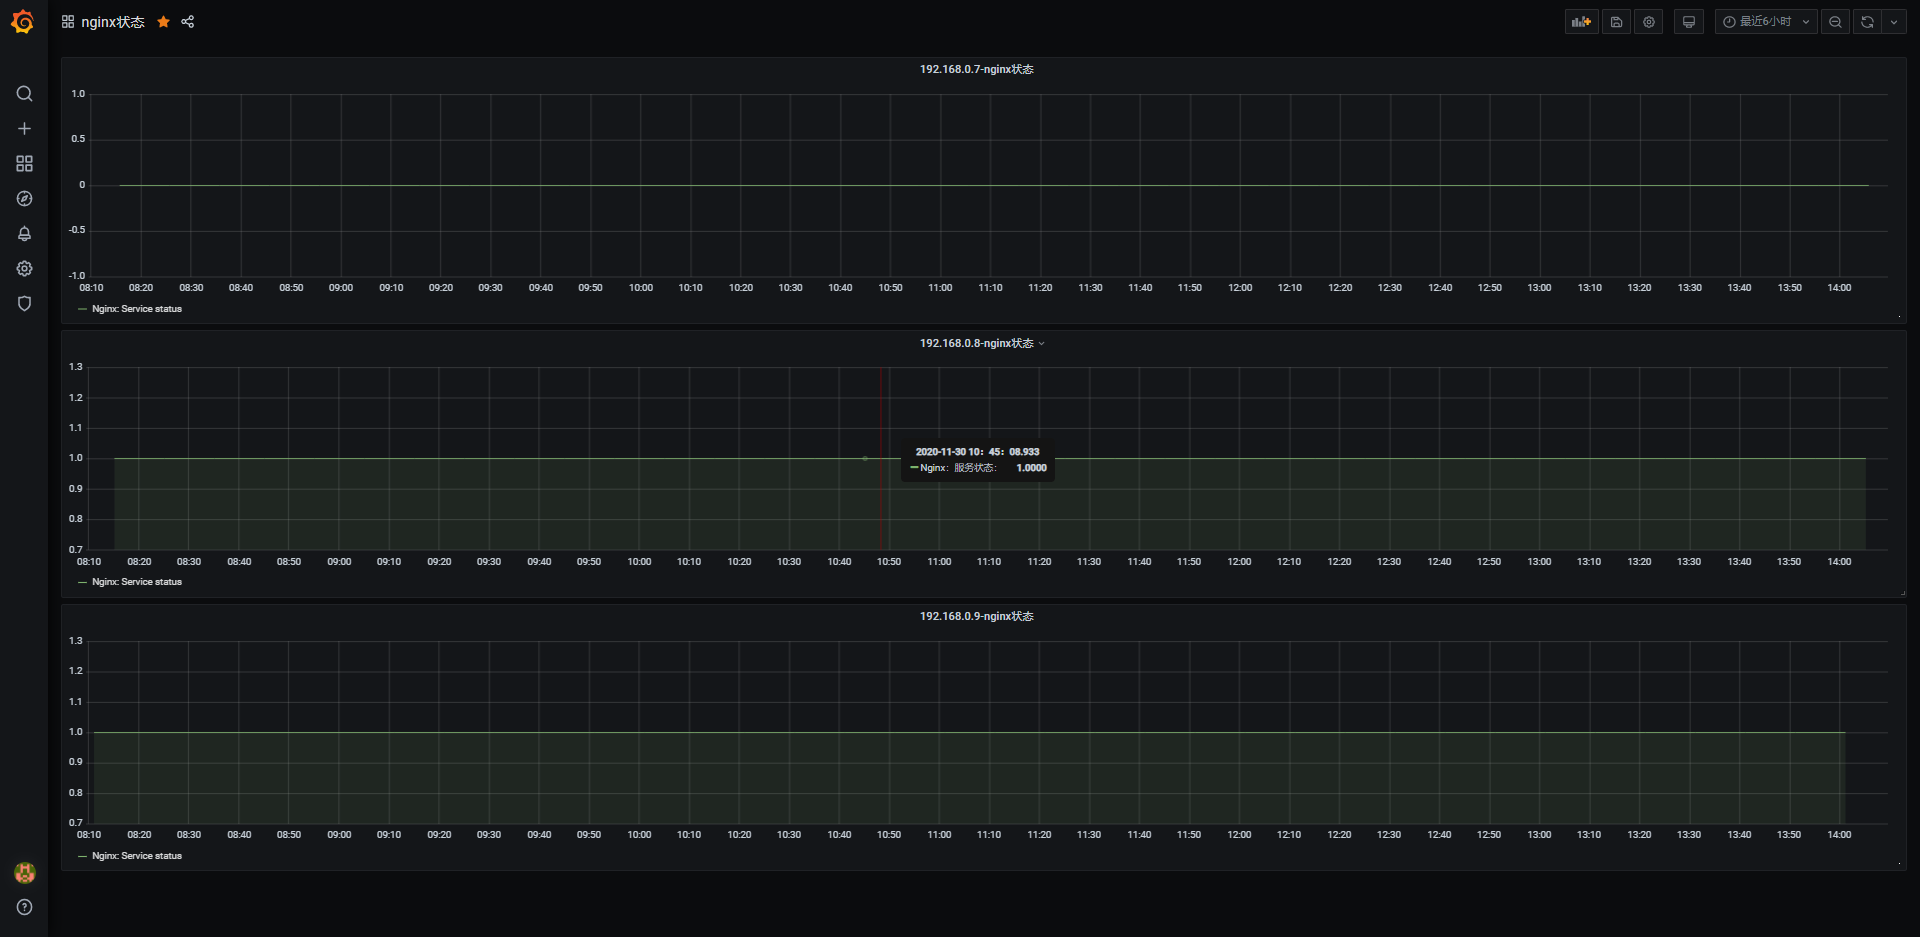 nginx状态
最近6小时
192.168.0.7-nginx状态
1.0
0.5
0
-0.5
-1.0
08:10 08:20 08:30 08:40 08:50 09:00 09:10 09:20 09:30 09:40 09:50 10:00 10:10 10:20 10:30 10:40 10:50 11:00 11:10 11:20 11:30 11:40 11:50 12:00 12:10 12:20 12:30 12:40 12:50 13:00 13:10 13:20 13:30 13:40 13:50 14:00
Nginx: Service status
192.168.0.8-nginx状态
1.3
1.2
1.1
1.0
0.9
0.8
0.7
2020-11-30 10：45：08.933
Nginx：服务状态： 1.0000
08:10 08:20 08:30 08:40 08:50 09:00 09:10 09:20 09:30 09:40 09:50 10:00 10:10 10:20 10:30 10:40 10:50 11:00 11:10 11:20 11:30 11:40 11:50 12:00 12:10 12:20 12:30 12:40 12:50 13:00 13:10 13:20 13:30 13:40 13:50 14:00
Nginx: Service status
192.168.0.9-nginx状态
1.3
1.2
1.1
1.0
0.9
0.8
0.7
08:10 08:20 08:30 08:40 08:50 09:00 09:10 09:20 09:30 09:40 09:50 10:00 10:10 10:20 10:30 10:40 10:50 11:00 11:10 11:20 11:30 11:40 11:50 12:00 12:10 12:20 12:30 12:40 12:50 13:00 13:10 13:20 13:30 13:40 13:50 14:00
Nginx: Service status